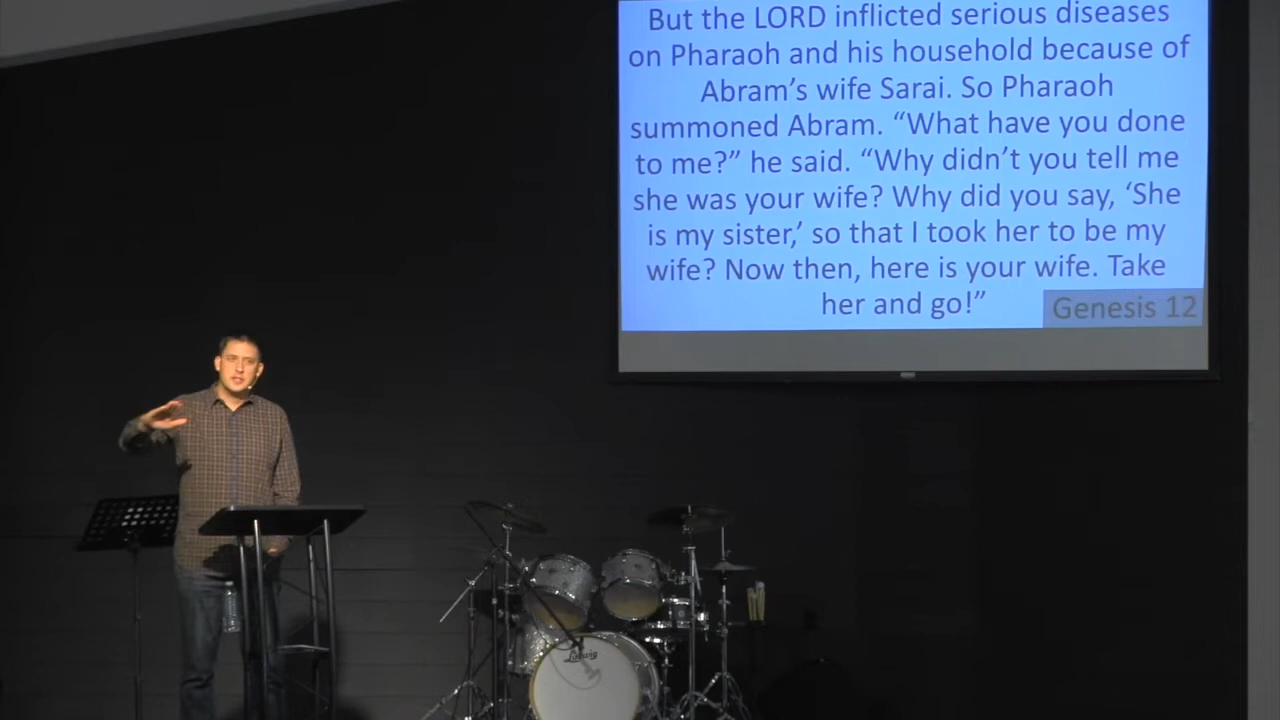 But the LORD inflicted serious diseases
on Pharaoh and his household because of
Abram’s wife Sarai. So Pharaoh
summoned Abram. “What have you done
to me?” he said. “Why didn’t you tell me
she was your wife? Why did you say, ‘She
is my sister,’ so that I took her to be my
wife? Now then, here is your wife. Take
her and go!”
Genesis 12
Ludwig